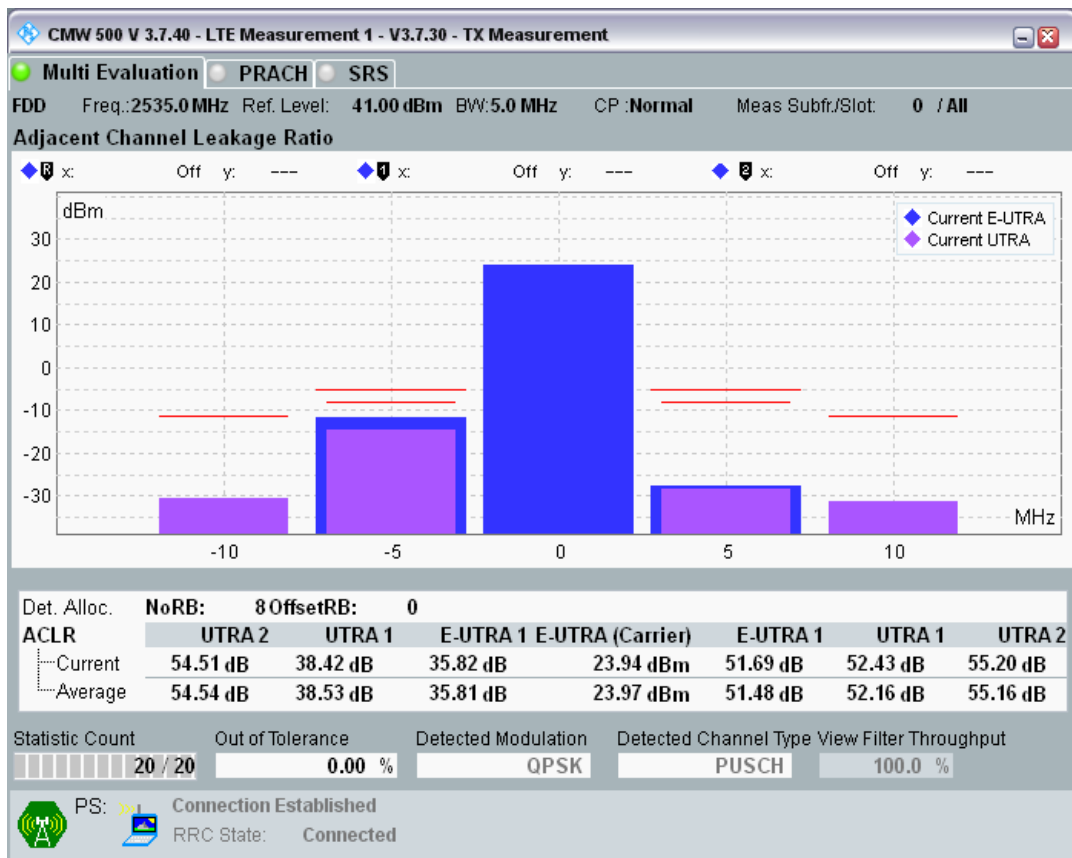 CMW 500 V 3.7.40 - LTE Measurement 1 - V3.7.30 - TX Measurement
Multi Evaluation PRACH SRS
FDD Freq.:2535.0 MHz Ref. Level: 41.00 dBm BW:5.0 MHz CP :Normal Meas Subfr./Slot: 0 / All
Adjacent Channel Leakage Ratio
R x: Off y: --- 1 x: Off y: --- 2 x: Off y: ---
dBm
Current E-UTRA
Current UTRA
30
20
10
0
-10
-20
-30
MHz
-10 -5 0 5 10
Det. Alloc. NoRB: 8 OffsetRB: 0
ACLR UTRA 2 UTRA 1 E-UTRA 1 E-UTRA (Carrier) E-UTRA 1 UTRA 1 UTRA 2
Current 54.51 dB 38.42 dB 35.82 dB 23.94 dBm 51.69 dB 52.43 dB 55.20 dB
Average 54.54 dB 38.53 dB 35.81 dB 23.97 dBm 51.48 dB 52.16 dB 55.16 dB
Statistic Count Out of Tolerance Detected Modulation Detected Channel Type View Filter Throughput
20 / 20 0.00 % QPSK PUSCH 100.0 %
PS: Connection Established
RRC State: Connected